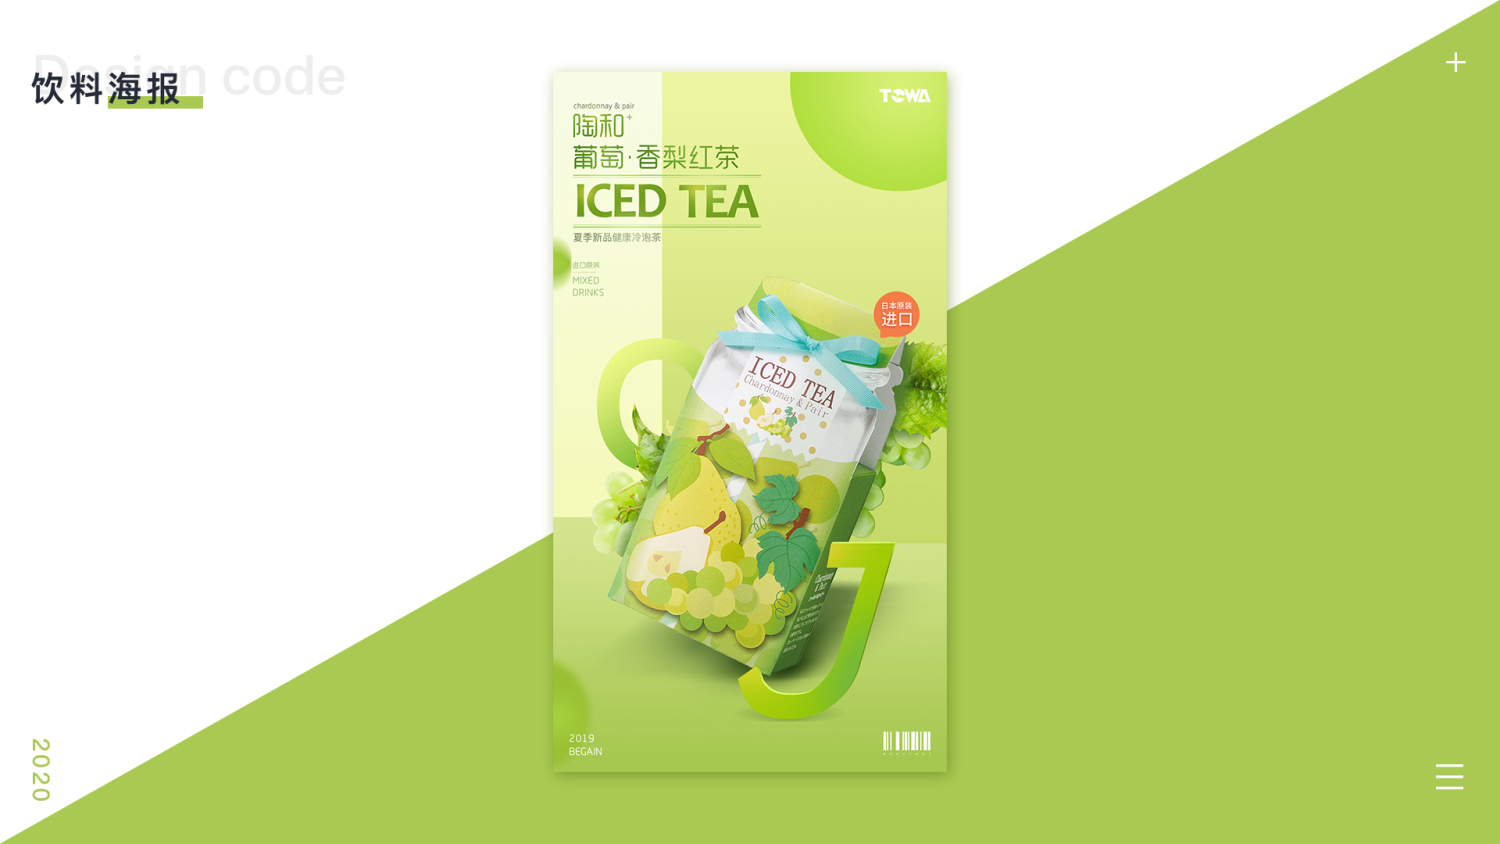 Design code
饮料海报
TOWA
chardonnay & pair
陶和+
葡萄·香梨红茶
ICED TEA
夏季新品健康冷泡茶
进口原装
MIXED
DRINKS
日本原装
进口
ICED TEA
Chardonnay & Pair
Chardonnay
& Pair
J
2019
BEGAIN
2020